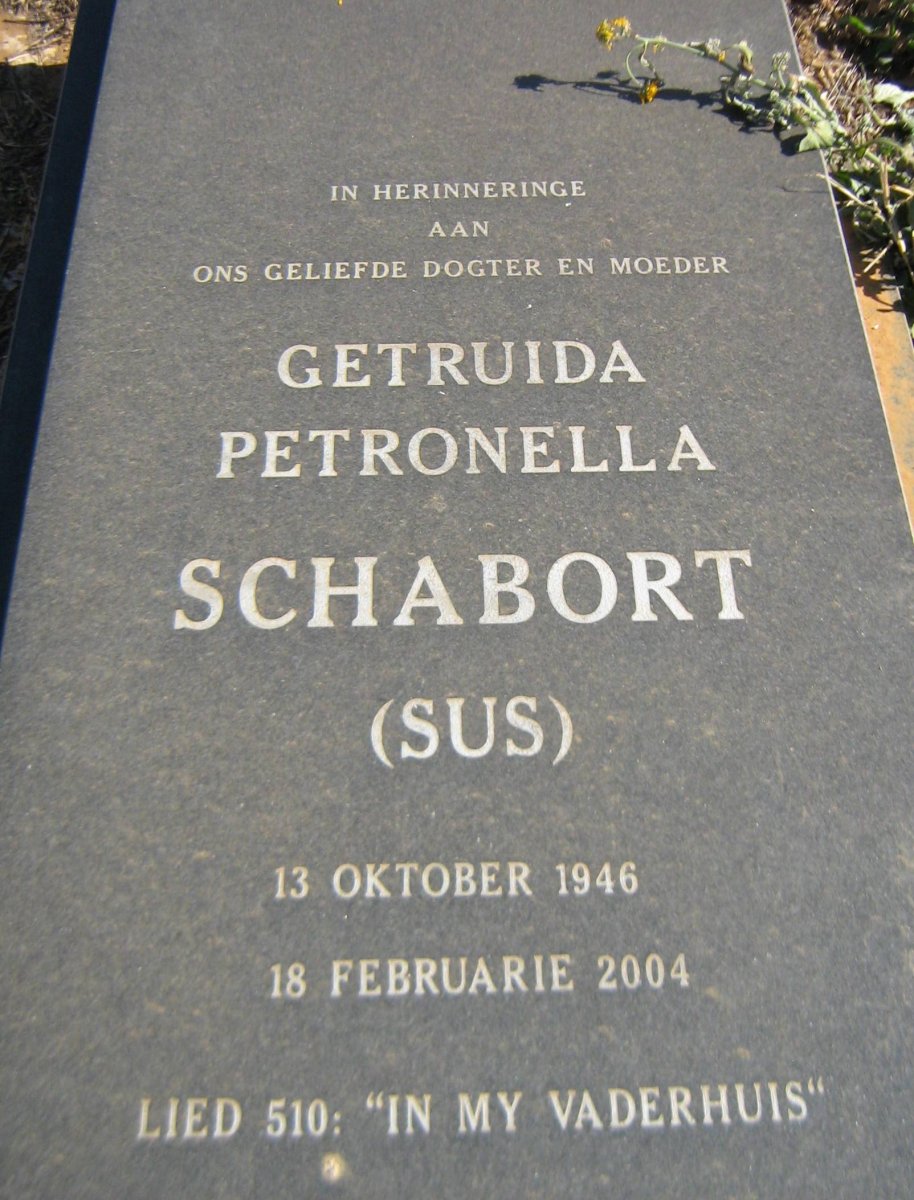 IN HERINNERINGE
AAN
ONS GELIEFDE DOGTER EN MOEDER
GETRUIDA
PETRONELLA
SCHABORT
(SUS)
13 OKTOBER 1946
18 FEBRUARIE 2004
LIED 510: "IN MY VADERHUIS“